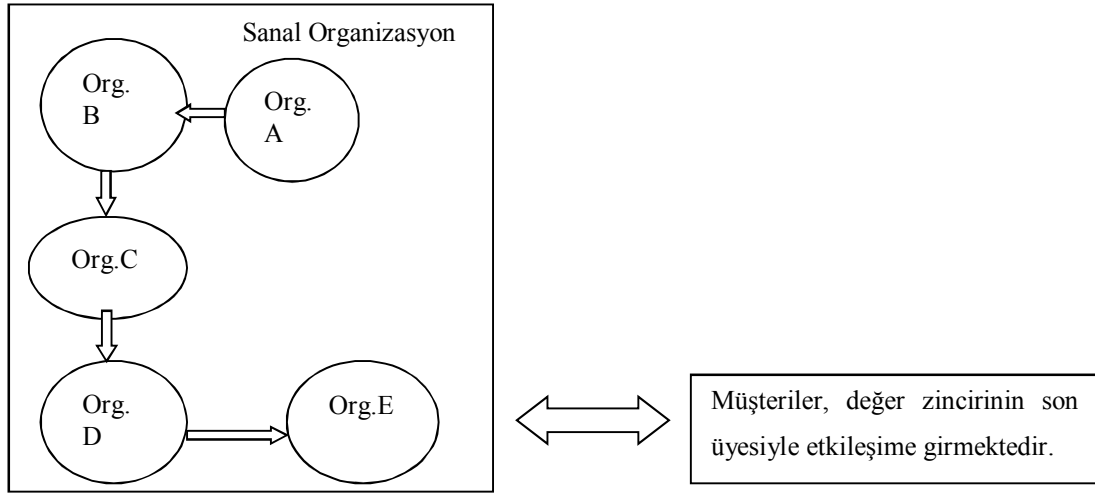 Sanal Organizasyon
Org.
B
Org.
A
Org.C
Org.
D
Org.E
Müşteriler, değer zincirinin son
üyesiyle etkileşime girmektedir.